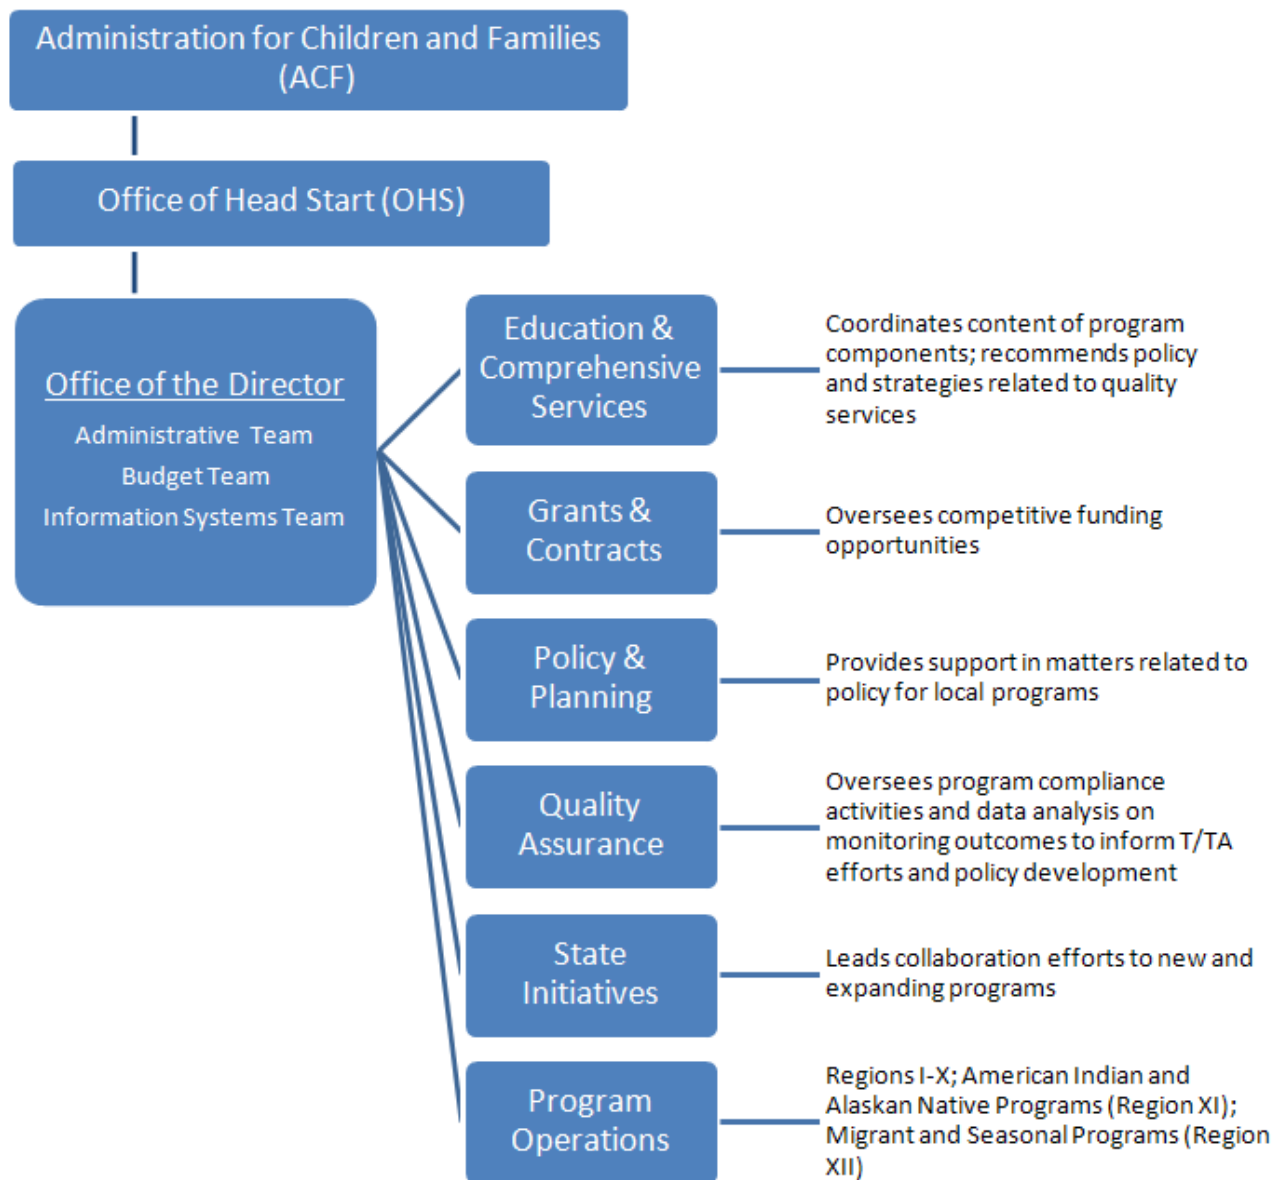 Administration for Children and Families
(ACF)
Office of Head Start (OHS)
Office of the Director
Administrative Team
Budget Team
Information Systems Team
Education &
Comprehensive
Services
Coordinates content of program
components; recommends policy
and strategies related to quality
services
Grants &
Contracts
Oversees competitive funding
opportunities
Policy &
Planning
Provides support in matters related to
policy for local programs
Quality
Assurance
Oversees program compliance
activities and data analysis on
monitoring outcomes to inform T/TA
efforts and policy development
State
Initiatives
Leads collaboration efforts to new and
expanding programs
Program
Operations
Regions I-X; American Indian and
Alaskan Native Programs (Region XI);
Migrant and Seasonal Programs (Region
XII)